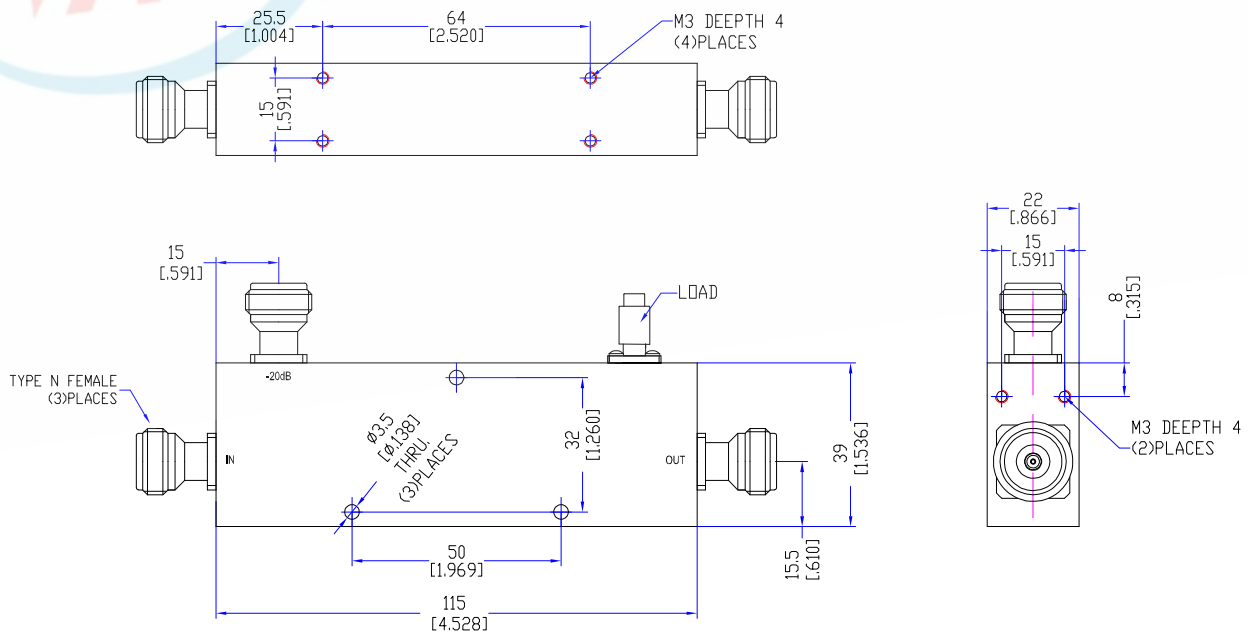 25.5
[1.004]
64
[2.520]
M3 DEEPTH 4
(4)PLACES
15
[.591]
15
[.591]
LOAD
TYPE N FEMALE
(3)PLACES
-20dB
IN
Ø3.5
[Ø.138]
THRU.
(3)PLACES
32
[1.260]
OUT
39
[1.536]
15.5
[.610]
50
[1.969]
115
[4.528]
22
[.866]
15
[.591]
8
[.315]
M3 DEEPTH 4
(2)PLACES